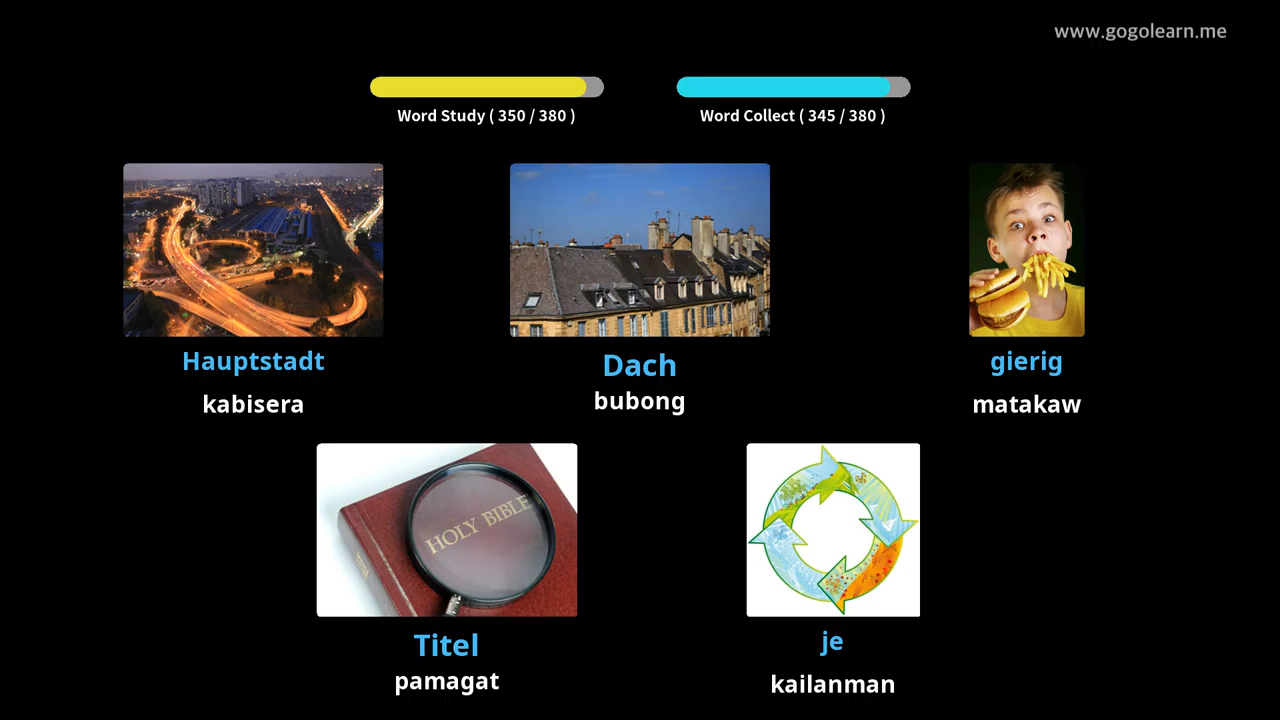 www.gogolearn.me
Word Study ( 350 / 380 )
Word Collect ( 345 / 380 )
Hauptstadt
kabisera
Dach
bubong
gierig
matakaw
HOLY BIBLE
Titel
pamagat
je
kailanman